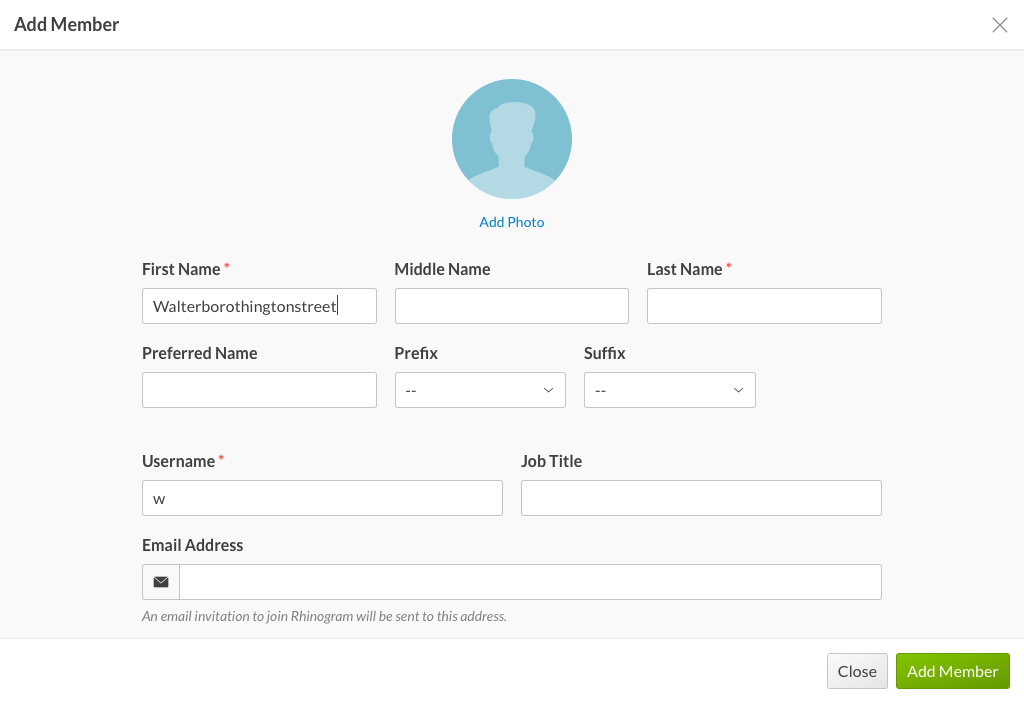 Add Member
Add Photo
First Name * Middle Name Last Name *
Walterborothingtonstreet
Preferred Name Prefix Suffix
-- --
Username * Job Title
w
Email Address
An email invitation to join Rhinogram will be sent to this address.
Close Add Member